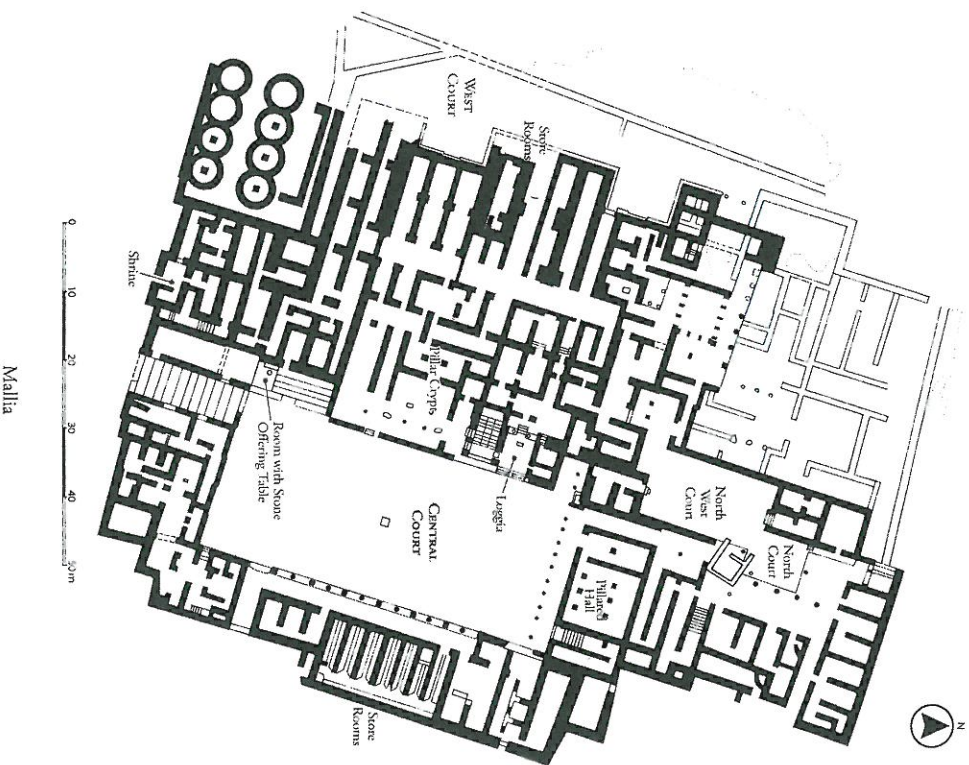 N
WEST
COURT
Store
Rooms
North
West
Court
North
Court
Pillar Crypts
Loggia
Pillared
Hall
CENTRAL
COURT
Shrine
Room with Stone
Offering Table
Store
Rooms
0 10 20 30 40 50 m
Mallia